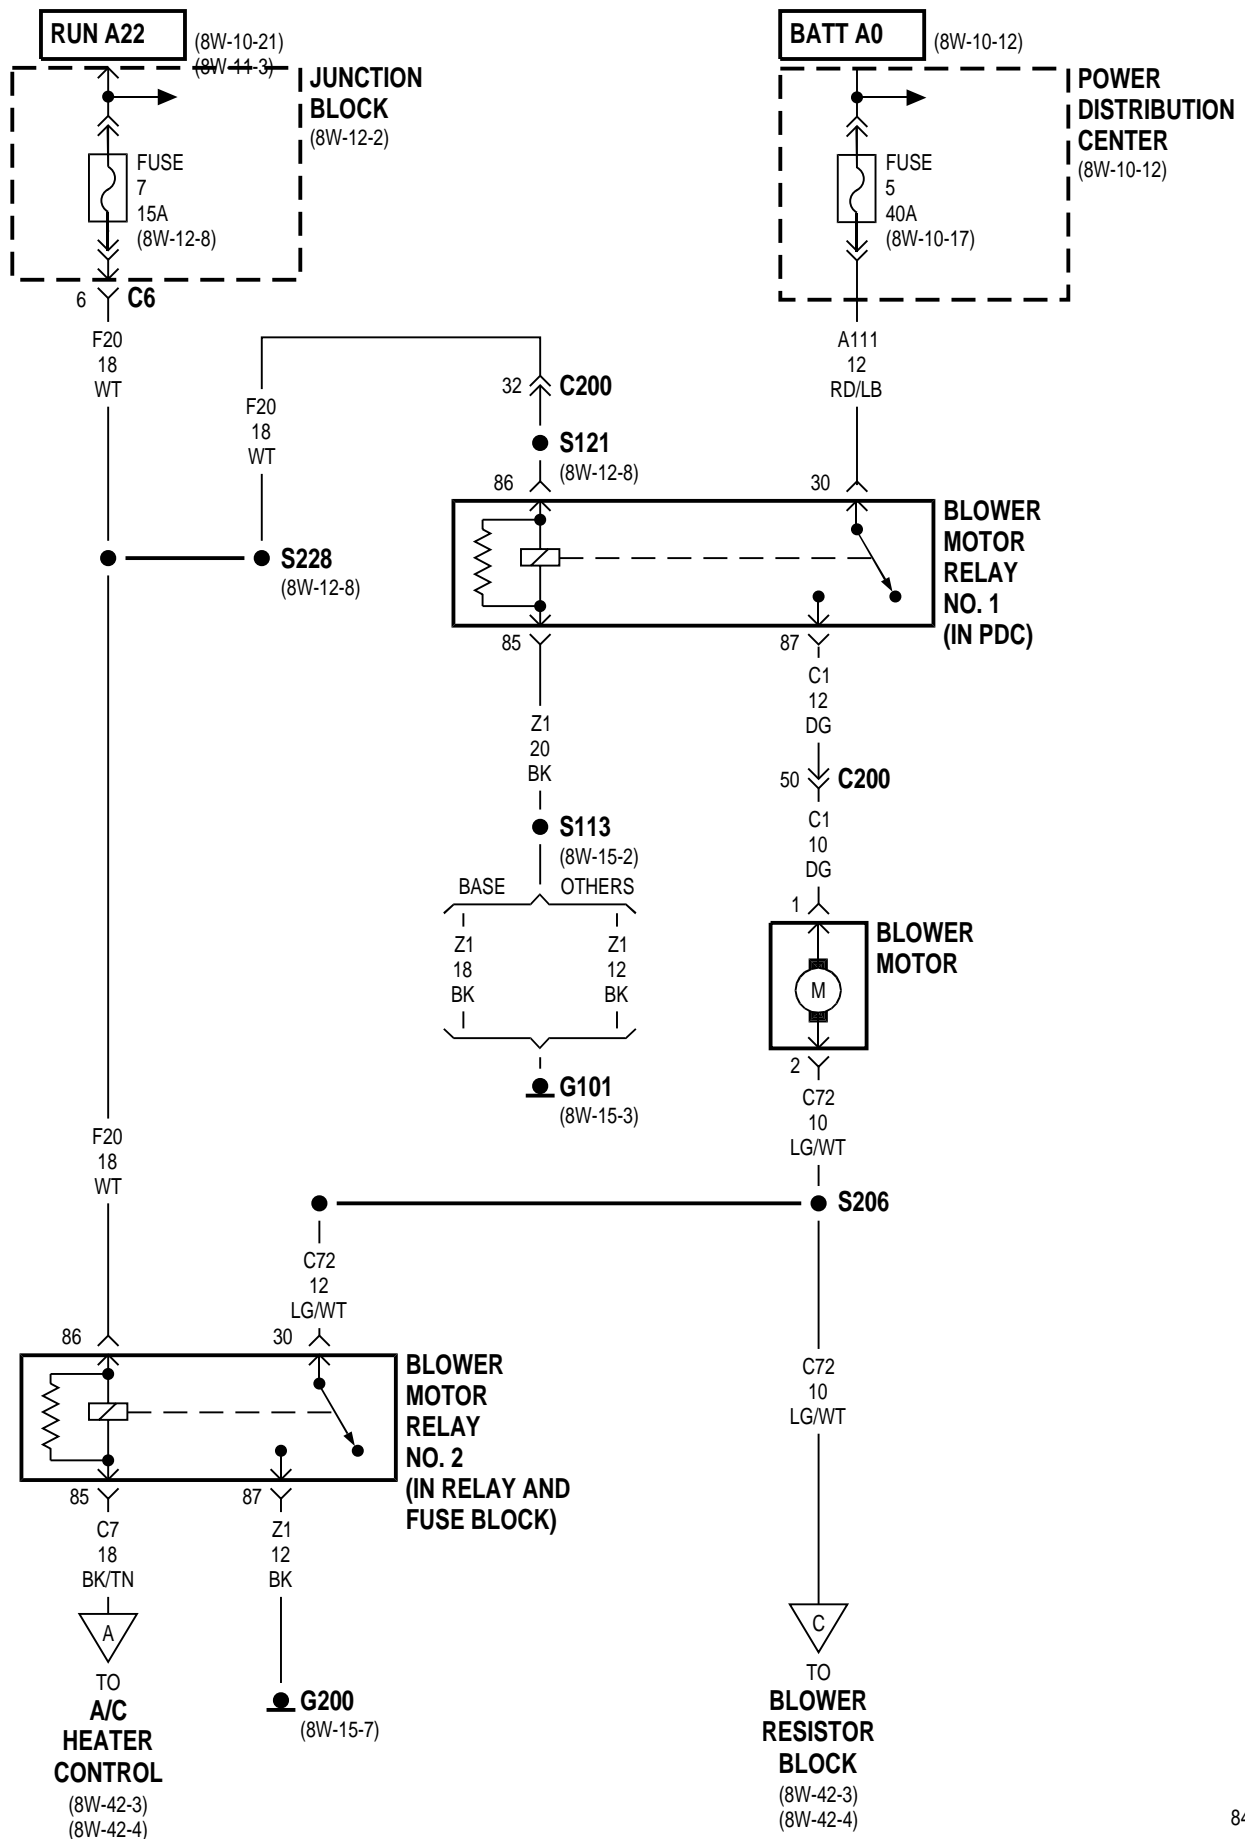 RUN A22
(8W-10-21)
(8W-11-3)
JUNCTION
BLOCK
(8W-12-2)
FUSE
7
15A
(8W-12-8)
6
C6
F20
18
WT
BATT A0
(8W-10-12)
POWER
DISTRIBUTION
CENTER
(8W-10-12)
FUSE
5
40A
(8W-10-17)
A111
12
RD/LB
F20
18
WT
32
C200
S121
(8W-12-8)
86
30
S228
(8W-12-8)
BLOWER
MOTOR
RELAY
NO. 1
(IN PDC)
85
87
Z1
20
BK
C1
12
DG
50
C200
C1
10
DG
S113
(8W-15-2)
BASE
OTHERS
Z1
18
BK
Z1
12
BK
G101
(8W-15-3)
1
BLOWER
MOTOR
M
2
C72
10
LG/WT
F20
18
WT
S206
C72
12
LG/WT
86
30
BLOWER
MOTOR
RELAY
NO. 2
(IN RELAY AND
FUSE BLOCK)
85
87
C7
18
BK/TN
Z1
12
BK
C72
10
LG/WT
A
TO
A/C
HEATER
CONTROL
(8W-42-3)
(8W-42-4)
G200
(8W-15-7)
C
TO
BLOWER
RESISTOR
BLOCK
(8W-42-3)
(8W-42-4)